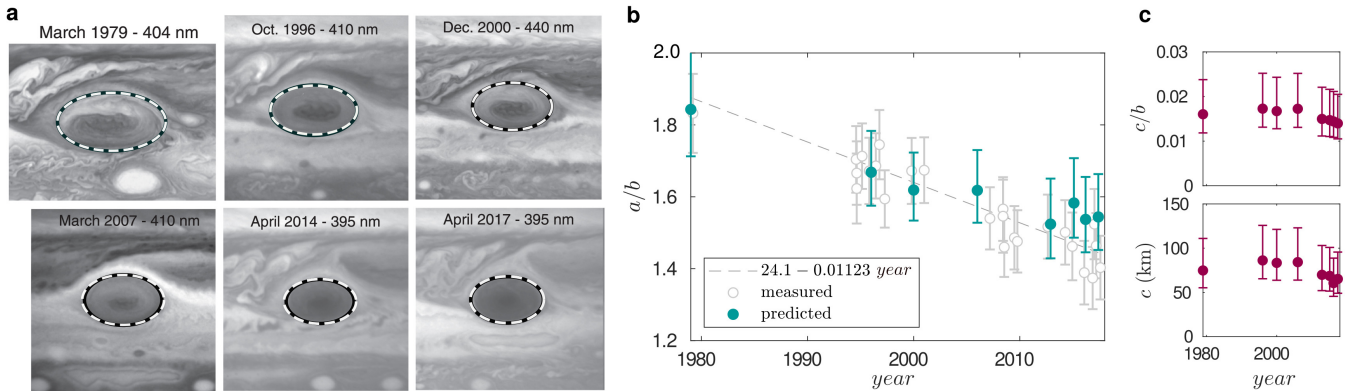 a
March 1979 - 404 nm
Oct. 1996 - 410 nm
Dec. 2000 - 440 nm
March 2007 - 410 nm
April 2014 - 395 nm
April 2017 - 395 nm
b
2.0
1.8
1.6
1.4
1.2
a/b
1980
1990
2000
2010
year
24.1 − 0.01123 year
measured
predicted
c
0.03
0.02
0.01
0
c/b
150
100
50
0
c (km)
1980
2000
year